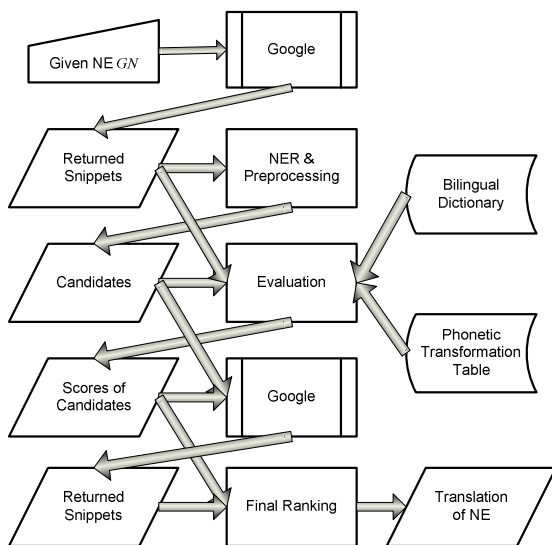 Given NE GN
Google
Returned
Snippets
NER &
Preprocessing
Bilingual
Dictionary
Candidates
Evaluation
Phonetic
Transformation
Table
Scores of
Candidates
Google
Returned
Snippets
Final Ranking
Translation
of NE